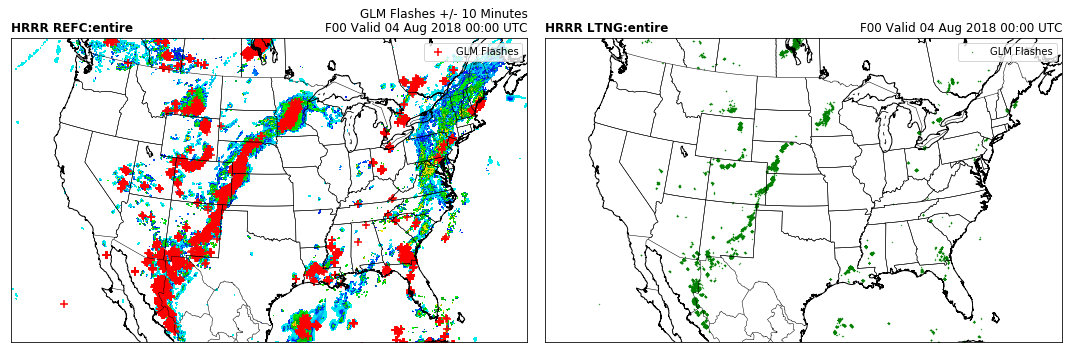 GLM Flashes +/- 10 Minutes
HRRR REFC:entire F00 Valid 04 Aug 2018 00:00 UTC
GLM Flashes
HRRR LTNG:entire F00 Valid 04 Aug 2018 00:00 UTC
GLM Flashes